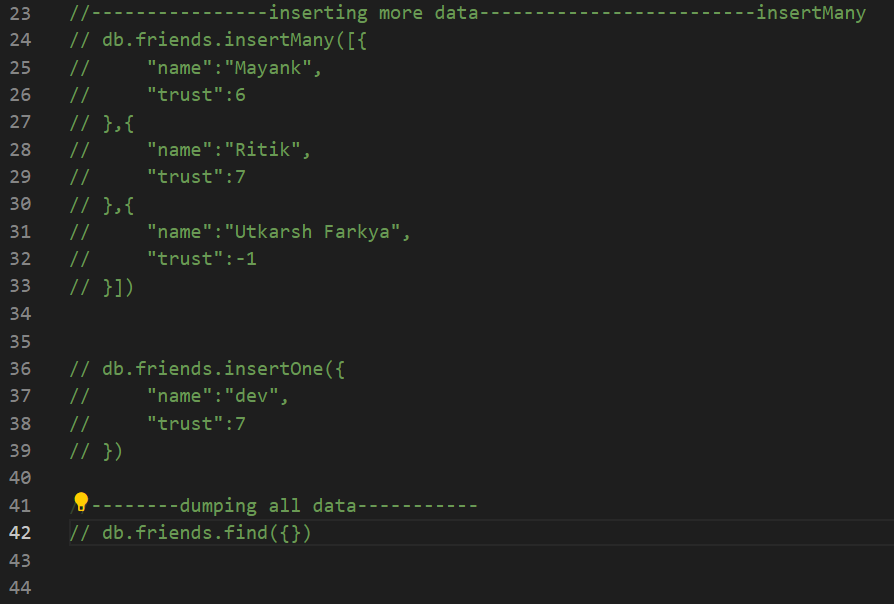 23 //----------------inserting more data-------------------------insertMany
24 // db.friends.insertMany([{
25 //     "name":"Mayank",
26 //     "trust":6
27 // },{
28 //     "name":"Ritik",
29 //     "trust":7
30 // },{
31 //     "name":"Utkarsh Farkya",
32 //     "trust":-1
33 // }])
34
35
36 // db.friends.insertOne({
37 //     "name":"dev",
38 //     "trust":7
39 // })
40
41 /--------dumping all data-----------
42 // db.friends.find({})
43
44